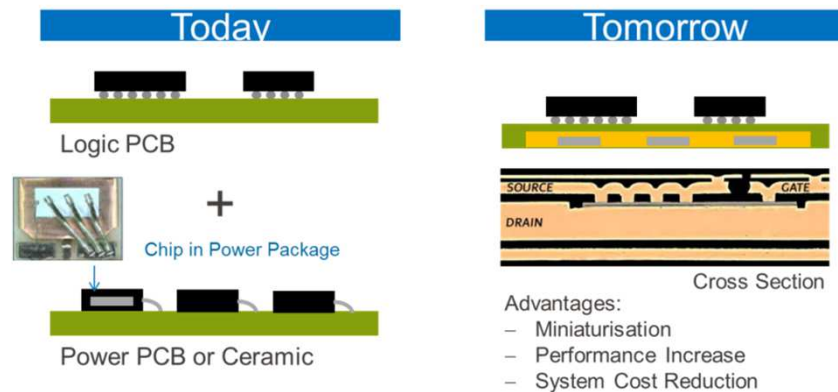 Today
Logic PCB
+
Chip in Power Package
Power PCB or Ceramic
Tomorrow
SOURCE
GATE
DRAIN
Cross Section
Advantages:
– Miniaturisation
– Performance Increase
– System Cost Reduction